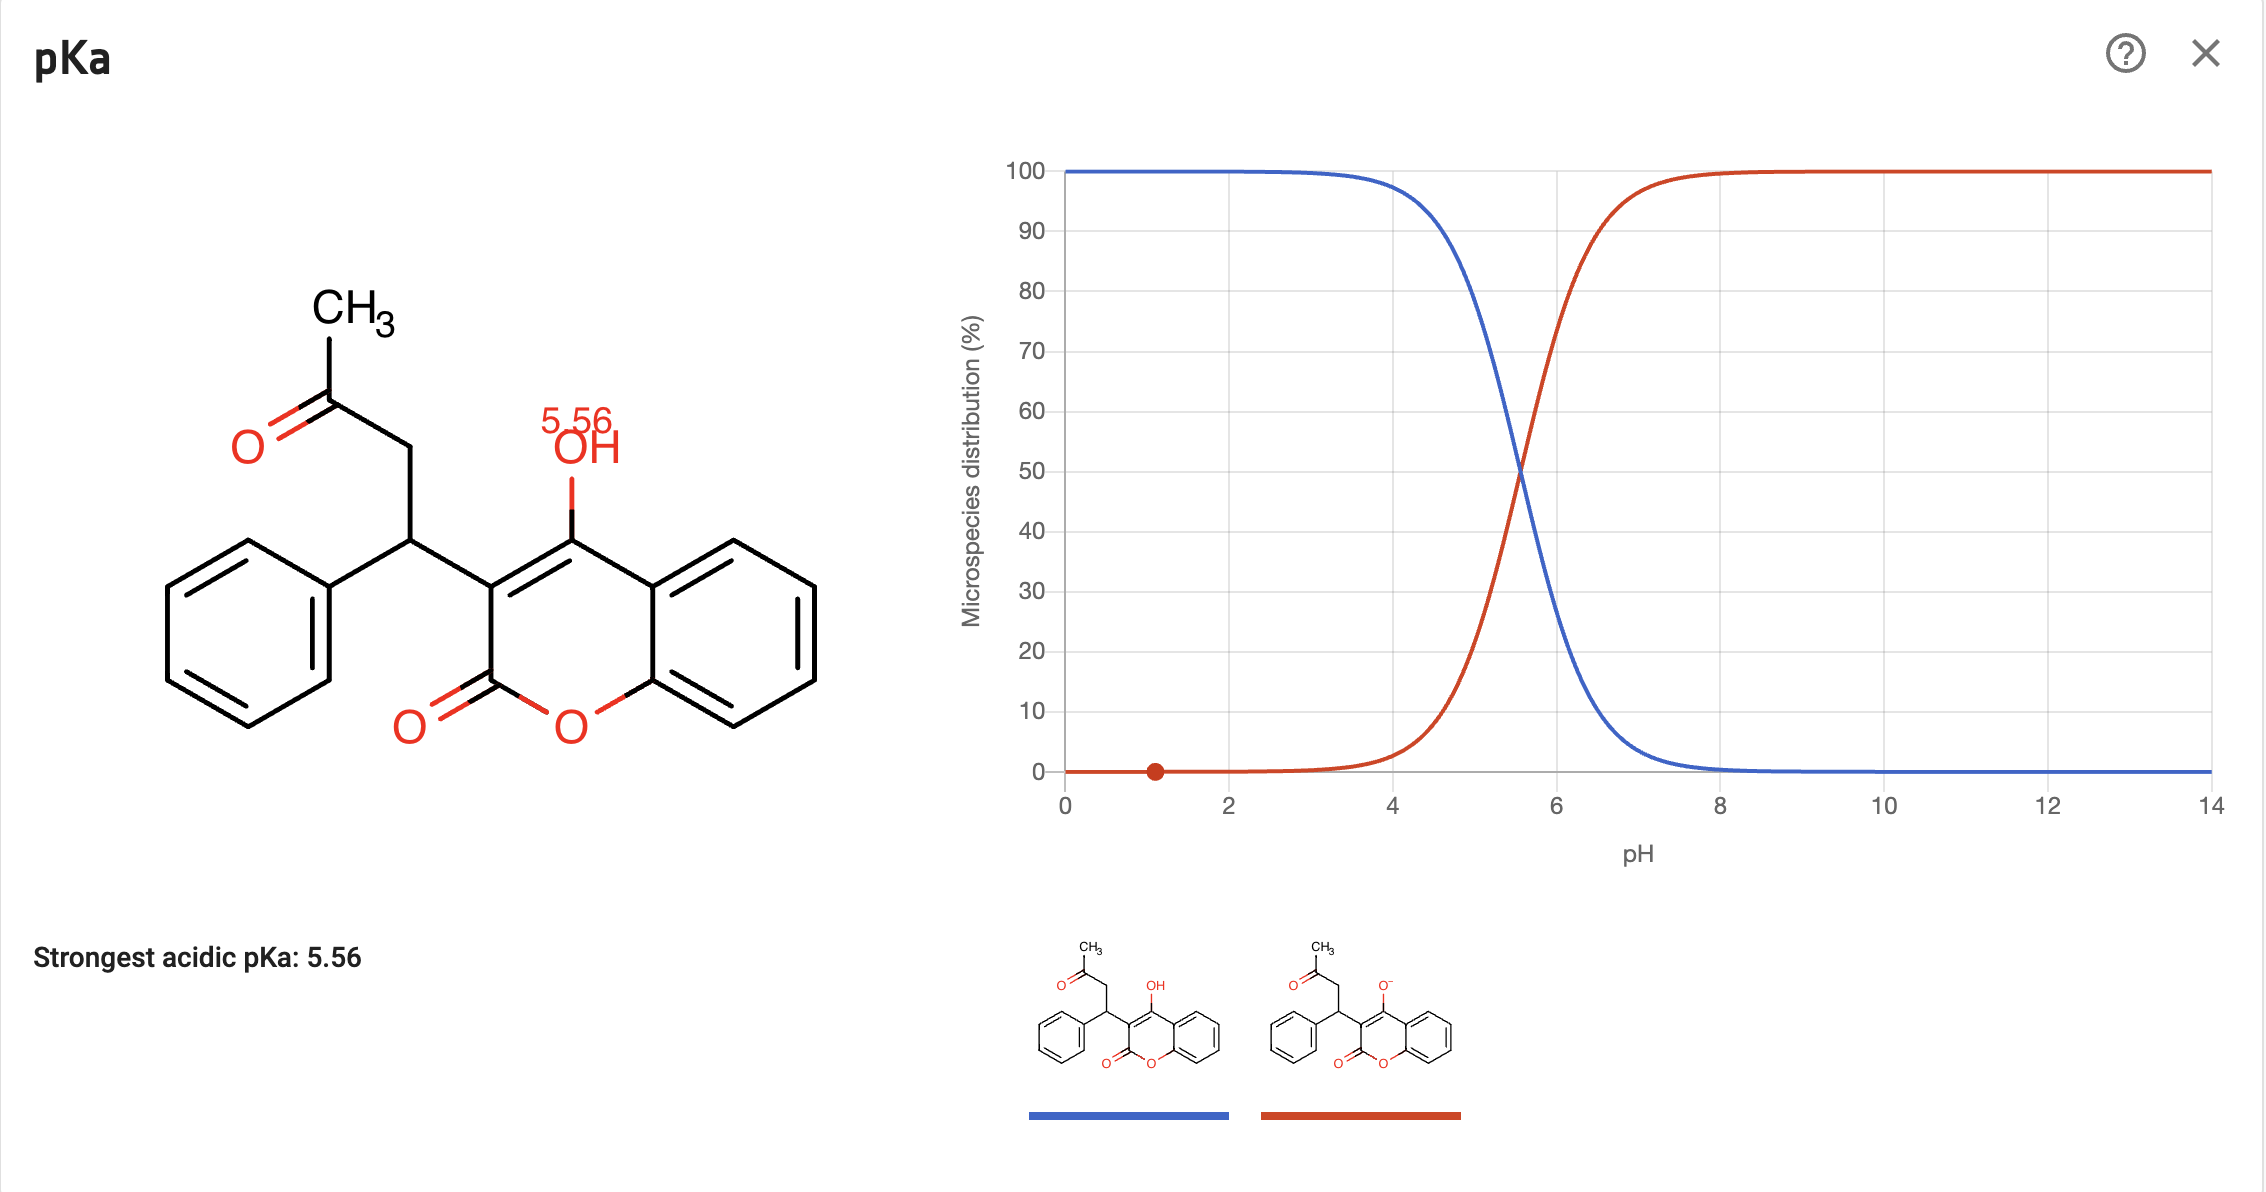 pKa
CH3
O
5.56
OH
O
O
Microspecies distribution (%)
100
90
80
70
60
50
40
30
20
10
0
0 2 4 6 8 10 12 14
pH
Strongest acidic pKa: 5.56
CH3
O
OH
O
O
CH3
O
O−
O
O